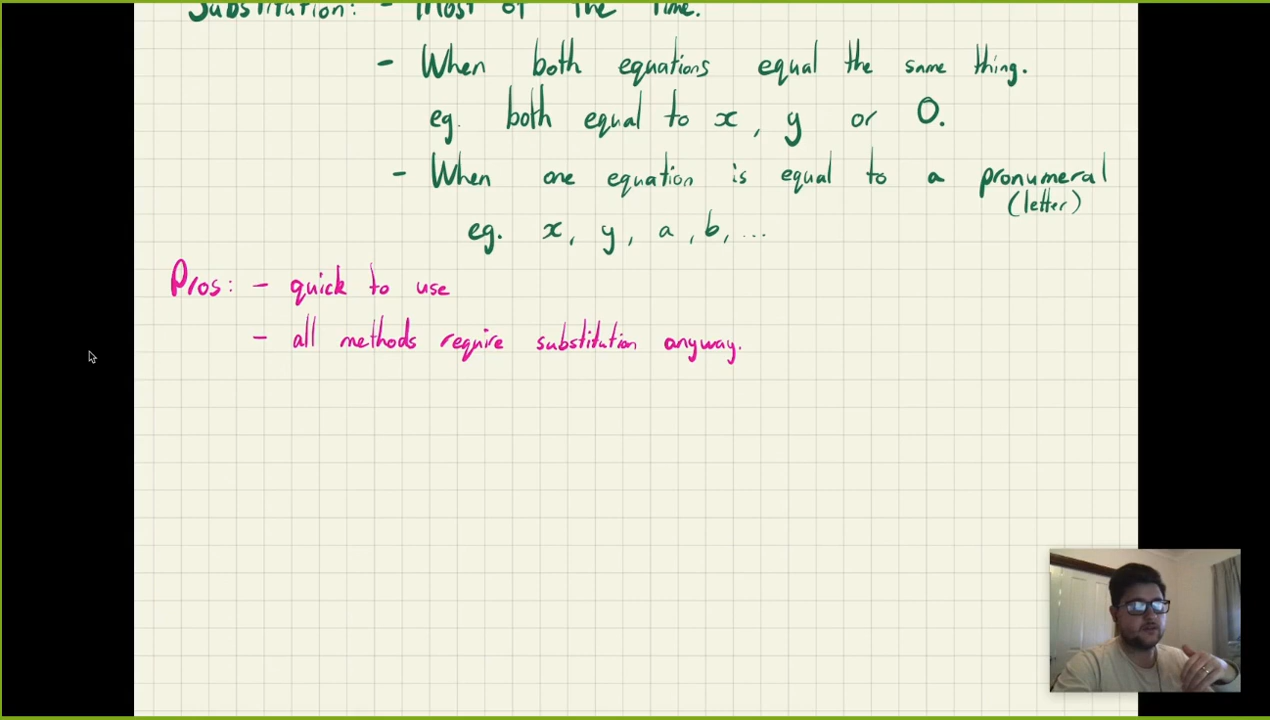 Substitution: - Most of the time.
- When both equations equal the same thing.
eg. both equal to x, y or 0.
- When one equation is equal to a pronumeral
(letter)
eg. x, y, a, b, ...
Pros: - quick to use
- all methods require substitution anyway.